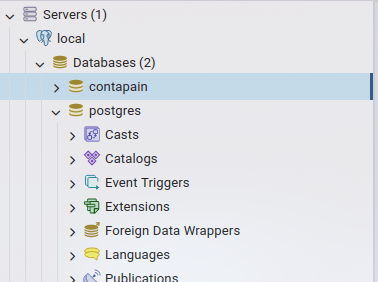 Servers (1)
local
Databases (2)
contapain
postgres
Casts
Catalogs
Event Triggers
Extensions
Foreign Data Wrappers
Languages
Publications